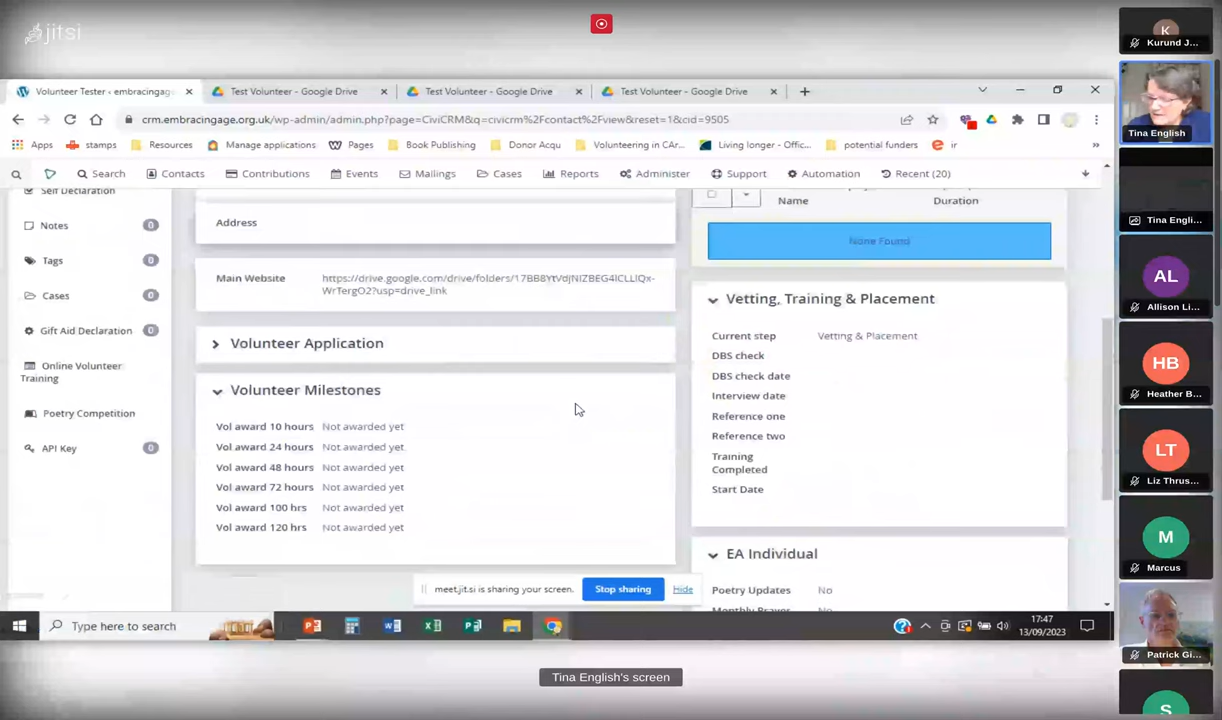 jitsi
Volunteer Tester - embracingage
Test Volunteer - Google Drive
Test Volunteer - Google Drive
Test Volunteer - Google Drive
crm.embracingage.org.uk/wp-admin/admin.php?page=CiviCRM&q=civicrm%2Fcontact%2Fview&reset=1&cid=9505
Apps
stamps
Resources
Manage applications
Pages
Book Publishing
Donor Acqu
Volunteering in CAr...
Living longer - Offic...
potential funders
ir
Search
Contacts
Contributions
Events
Mailings
Cases
Reports
Administer
Support
Automation
Recent (20)
Self Declaration
Notes 0
Tags 0
Cases 0
Gift Aid Declaration 0
Online Volunteer
Training
Poetry Competition
API Key 0
Address
Main Website
https://drive.google.com/drive/folders/17BB8YtVdjNIZBEG4lCLLlQx-
WrTergO2?usp=drive_link
Volunteer Application
Volunteer Milestones
Vol award 10 hours Not awarded yet
Vol award 24 hours Not awarded yet
Vol award 48 hours Not awarded yet
Vol award 72 hours Not awarded yet
Vol award 100 hrs Not awarded yet
Vol award 120 hrs Not awarded yet
Name
Duration
None Found
Vetting, Training & Placement
Current step Vetting & Placement
DBS check
DBS check date
Interview date
Reference one
Reference two
Training
Completed
Start Date
EA Individual
Poetry Updates No
Monthly Prayer No
meet.jit.si is sharing your screen.
Stop sharing
Hide
Type here to search
17:47
13/09/2023
Tina English's screen
K
Kurund J...
Tina English
Tina Engli...
AL
Allison Li...
HB
Heather B...
LT
Liz Thrus...
M
Marcus
Patrick Gi...
S